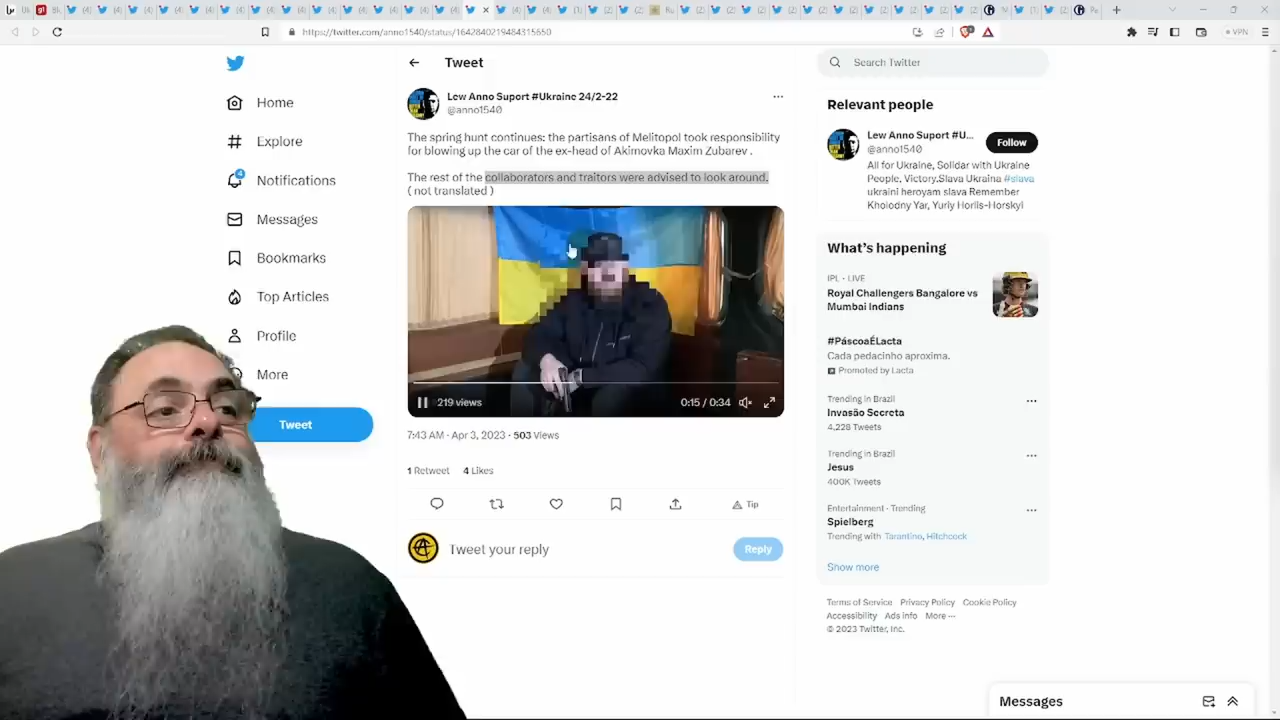 https://twitter.com/anno1540/status/1642840219484315650
VPN
Home
Explore
4
Notifications
Messages
Bookmarks
Top Articles
Profile
More
Tweet
Tweet
Lew Anno Suport #Ukraine 24/2-22
@anno1540
The spring hunt continues: the partisans of Melitopol took responsibility
for blowing up the car of the ex-head of Akimovka Maxim Zubarev .
The rest of the collaborators and traitors were advised to look around.
( not translated )
219 views
0:15 / 0:34
7:43 AM · Apr 3, 2023 · 503 Views
1 Retweet 4 Likes
Tip
Tweet your reply
Reply
Search Twitter
Relevant people
Lew Anno Suport #U...
@anno1540
Follow
All for Ukraine, Solidar with Ukraine
People, Victory.Slava Ukraina #slava
ukraini heroyam slava Remember
Kholodny Yar, Yuriy Horlis-Horskyi
What's happening
IPL · LIVE
Royal Challengers Bangalore vs
Mumbai Indians
#PáscoaÉLacta
Cada pedacinho aproxima.
Promoted by Lacta
Trending in Brazil
Invasão Secreta
4,228 Tweets
Trending in Brazil
Jesus
400K Tweets
Entertainment · Trending
Spielberg
Trending with Tarantino, Hitchcock
Show more
Terms of Service Privacy Policy Cookie Policy
Accessibility Ads info More ...
© 2023 Twitter, Inc.
Messages